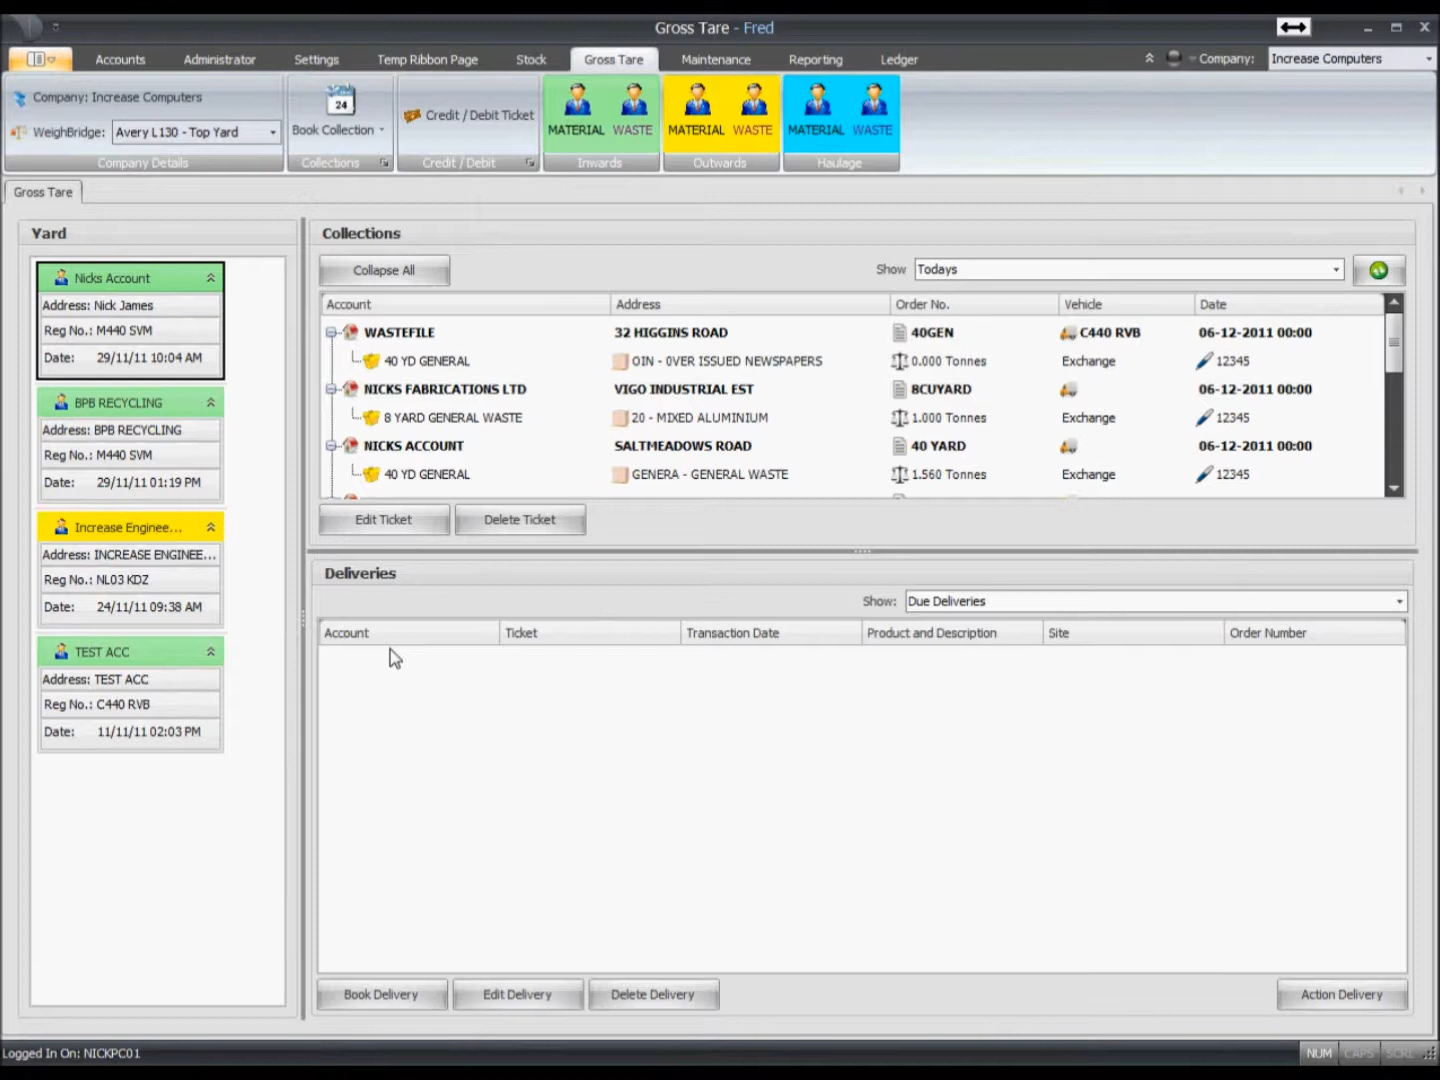 Gross Tare - Fred
Accounts Administrator Settings Temp Ribbon Page Stock Gross Tare Maintenance Reporting Ledger Company: Increase Computers
Company: Increase Computers
WeighBridge: Avery L130 - Top Yard
Company Details
24
Book Collection
Collections
Credit / Debit Ticket
Credit / Debit
MATERIAL WASTE
Inwards
MATERIAL WASTE
Outwards
MATERIAL WASTE
Haulage
Gross Tare
Yard
Nicks Account
Address: Nick James
Reg No.: M440 SVM
Date: 29/11/11 10:04 AM
BPB RECYCLING
Address: BPB RECYCLING
Reg No.: M440 SVM
Date: 29/11/11 01:19 PM
Increase Enginee...
Address: INCREASE ENGINEE...
Reg No.: NL03 KDZ
Date: 24/11/11 09:38 AM
TEST ACC
Address: TEST ACC
Reg No.: C440 RVB
Date: 11/11/11 02:03 PM
Collections
Collapse All Show Todays
Account Address Order No. Vehicle Date
WASTEFILE 32 HIGGINS ROAD 40GEN C440 RVB 06-12-2011 00:00
40 YD GENERAL OIN - 0VER ISSUED NEWSPAPERS 0.000 Tonnes Exchange 12345
NICKS FABRICATIONS LTD VIGO INDUSTRIAL EST 8CUYARD 06-12-2011 00:00
8 YARD GENERAL WASTE 20 - MIXED ALUMINIUM 1.000 Tonnes Exchange 12345
NICKS ACCOUNT SALTMEADOWS ROAD 40 YARD 06-12-2011 00:00
40 YD GENERAL GENERA - GENERAL WASTE 1.560 Tonnes Exchange 12345
Edit Ticket Delete Ticket
Deliveries
Show: Due Deliveries
Account Ticket Transaction Date Product and Description Site Order Number
Book Delivery Edit Delivery Delete Delivery Action Delivery
Logged In On: NICKPC01 NUM CAPS SCRL